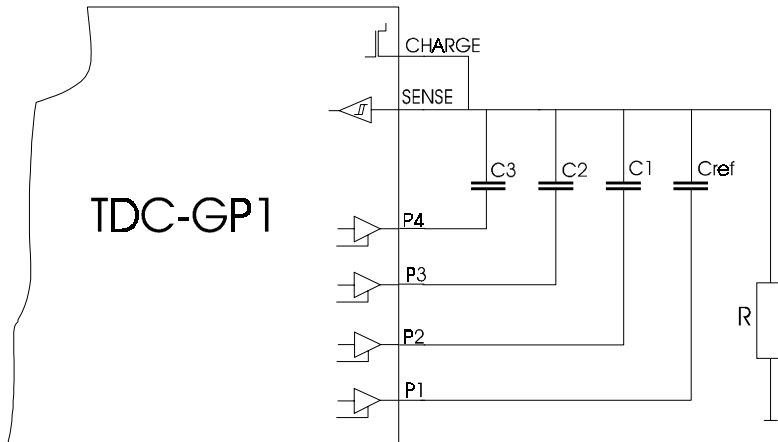 CHARGE
SENSE
C3
C2
C1
Cref
TDC-GP1
P4
P3
P2
R
P1